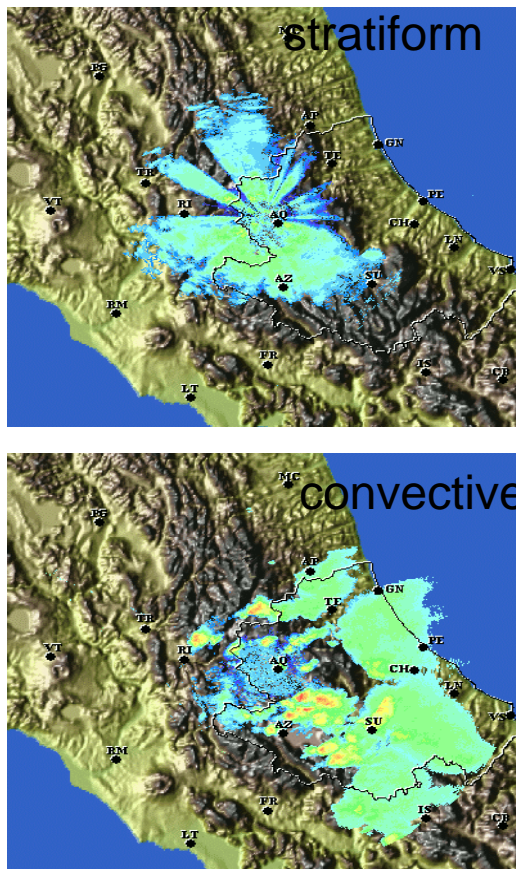 stratiform
MC
PG
AP
GN
TE
TR
VT
RI
AQ
PE
CH
LN
VS
AZ
SU
RM
FR
IS
CB
LT
convective
MC
PG
AP
GN
TE
TR
VT
RI
AQ
PE
CH
LN
VS
AZ
SU
RM
FR
IS
CB
LT